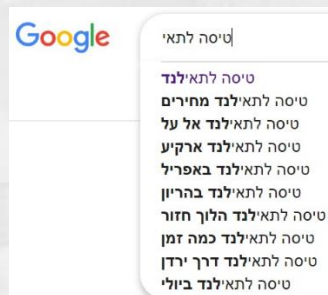 Google
טיסה לתאי
טיסה לתאילנד
טיסה לתאילנד מחירים
טיסה לתאילנד אל על
טיסה לתאילנד ארקיע
טיסה לתאילנד באפריל
טיסה לתאילנד בהריון
טיסה לתאילנד הלוך חזור
טיסה לתאילנד כמה זמן
טיסה לתאילנד דרך ירדן
טיסה לתאילנד ביולי